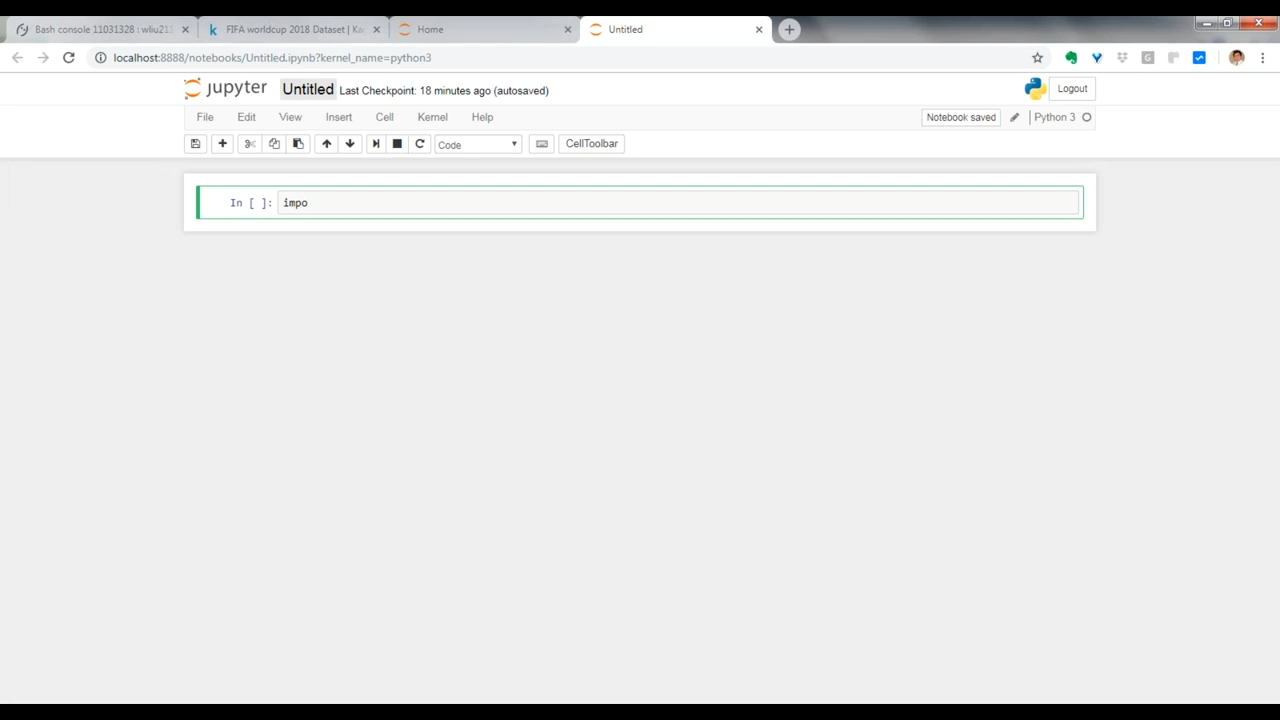 Bash console 11031328 : wliu21
FIFA worldcup 2018 Dataset | Ka
Home
Untitled
localhost:8888/notebooks/Untitled.ipynb?kernel_name=python3
jupyter Untitled Last Checkpoint: 18 minutes ago (autosaved)
Logout
File Edit View Insert Cell Kernel Help
Notebook saved
Python 3
Code
CellToolbar
In [ ]: impo